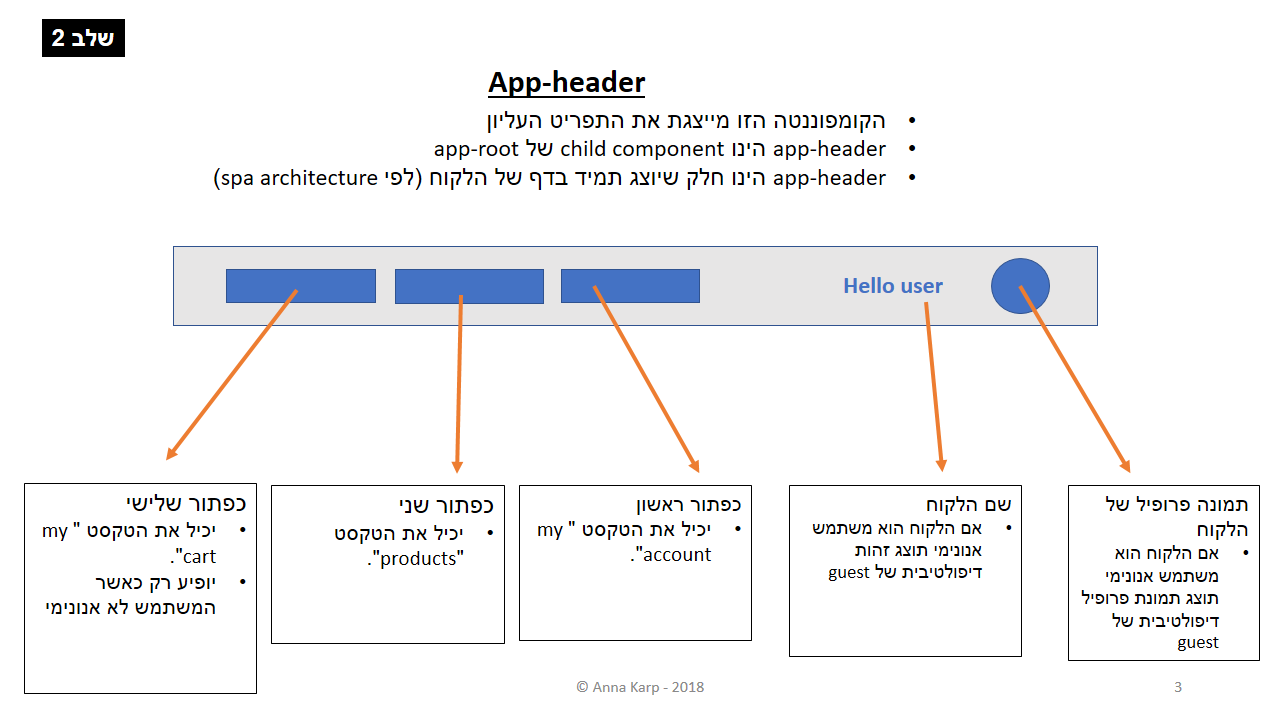 שלב 2
App-header
• הקומפוננטה הזו מייצגת את התפריט העליון
• app-header הינו child component של app-root
• app-header הינו חלק שיוצג תמיד בדף של הלקוח (לפי spa architecture)
Hello user
תמונה פרופיל של
הלקוח
• אם הלקוח הוא
משתמש אנונימי
תוצג תמונת פרופיל
דיפולטיבית של
guest
שם הלקוח
• אם הלקוח הוא משתמש
אנונימי תוצג זהות
דיפולטיבית של guest
כפתור ראשון
• יכיל את הטקסט "my
account".
כפתור שני
• יכיל את הטקסט
"products".
כפתור שלישי
• יכיל את הטקסט "my
cart".
• יופיע רק כאשר
המשתמש לא אנונימי
© Anna Karp - 2018
3